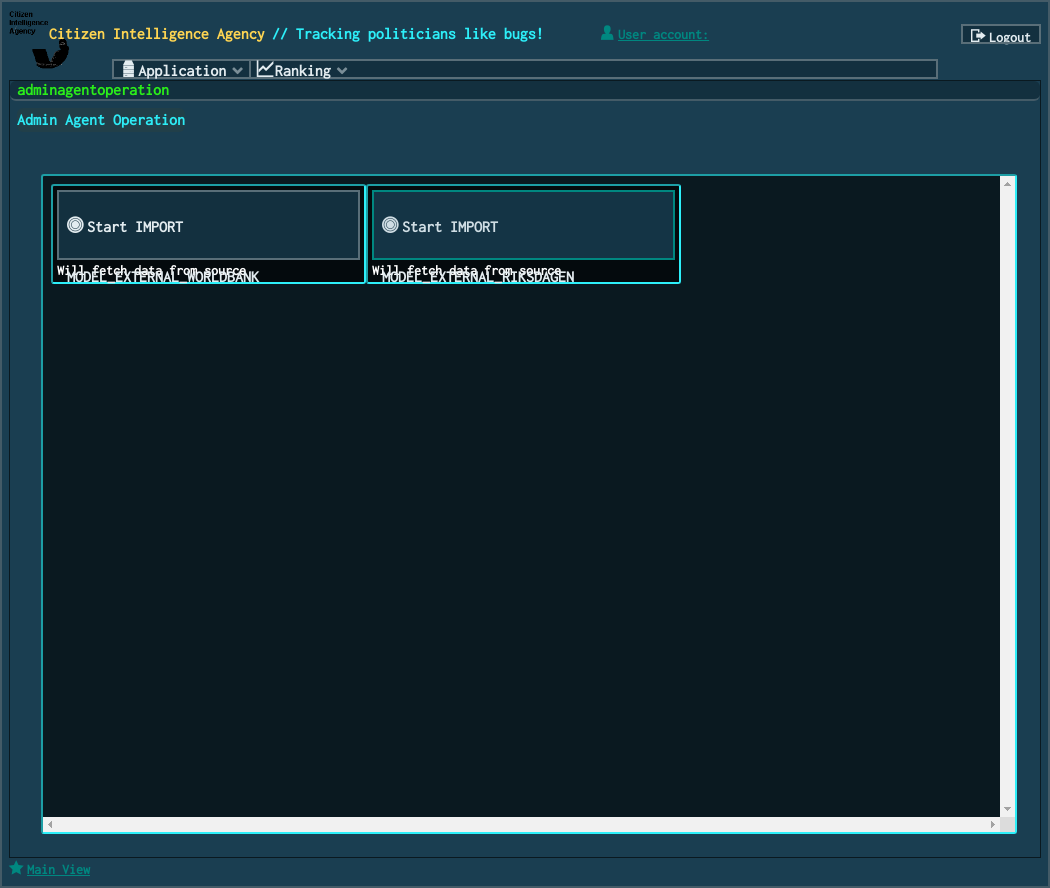 Citizen
Intelligence
Agency
Citizen Intelligence Agency // Tracking politicians like bugs!
User account:
Logout
Application
Ranking
adminagentoperation
Admin Agent Operation
Start IMPORT
Will fetch data from source
MODEL_EXTERNAL_WORLDBANK
Start IMPORT
Will fetch data from source
MODEL_EXTERNAL_RIKSDAGEN
Main View